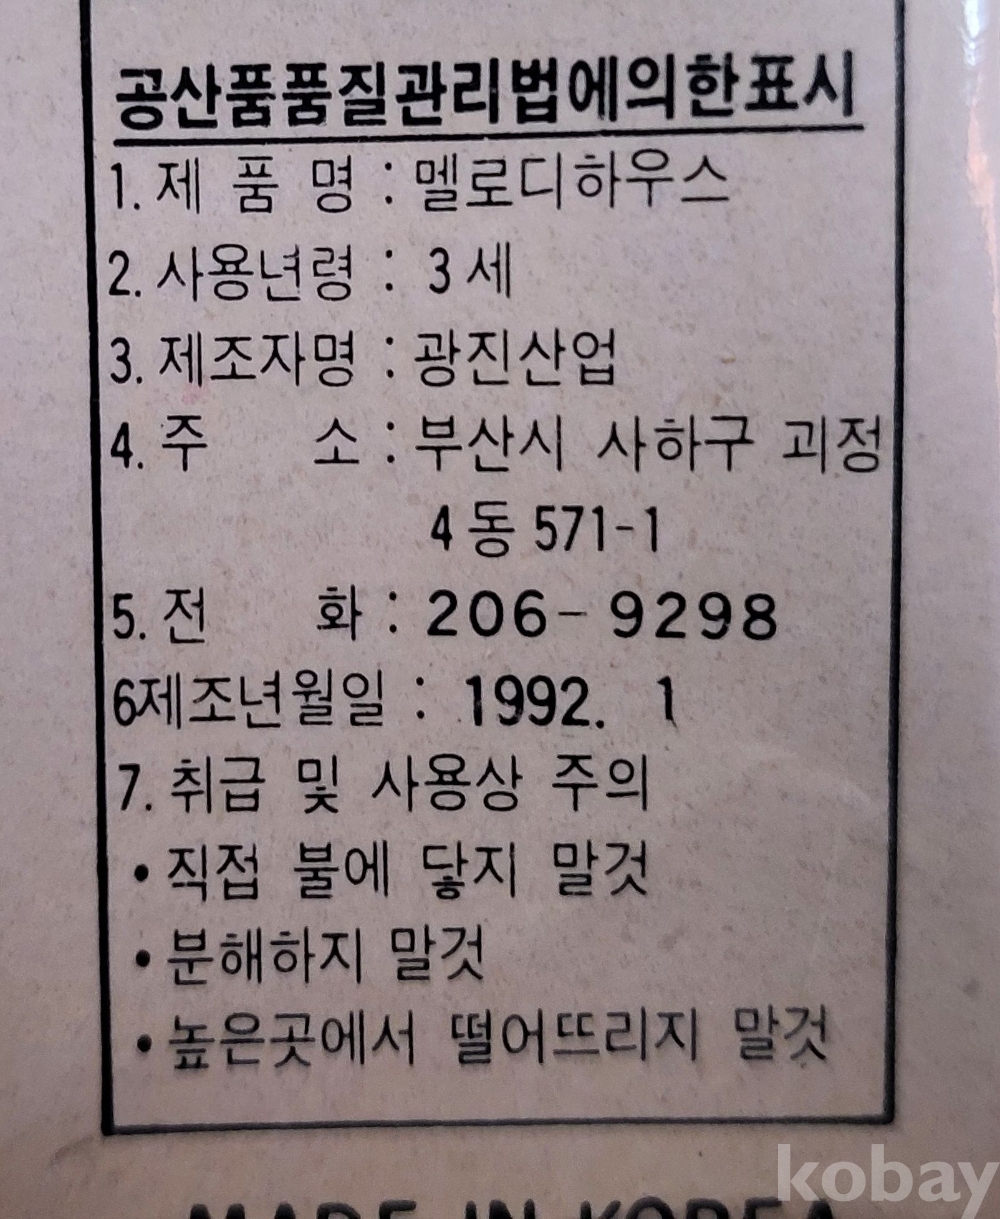 공산품품질관리법에의한표시
1. 제 품 명 : 멜로디하우스
2. 사용년령 : 3세
3. 제조자명 : 광진산업
4. 주 소 : 부산시 사하구 괴정
4동 571-1
5. 전 화 : 206-9298
6제조년월일 : 1992. 1
7. 취급 및 사용상 주의
• 직접 불에 닿지 말것
• 분해하지 말것
• 높은곳에서 떨어뜨리지 말것
kobay
MADE IN KOREA